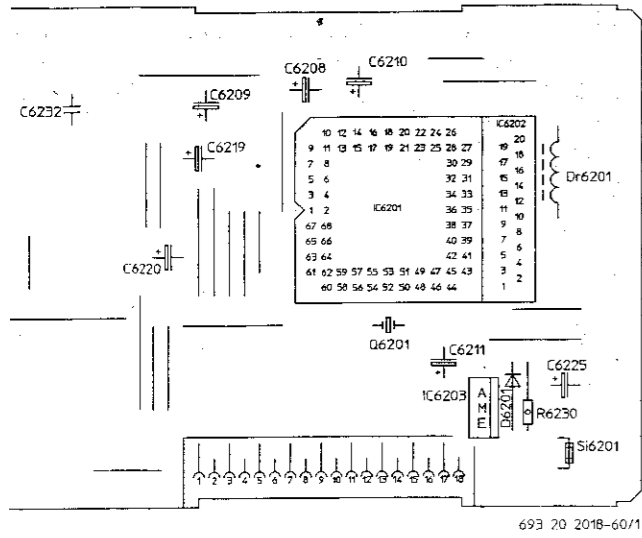 C6208
C6210
C6232
C6209
IC6202
10 12 14 16 18 20 22 24 26
20
9 11 13 15 17 19 21 23 25 28 27
19
18
C6219
7 8
30 29
17
16
5 6
32 31
15
14
Dr6201
3 4
34 33
13
12
1 2
IC6201
36 35
11
10
67 68
38 37
9
8
65 66
40 39
7
6
63 64
42 41
5
4
C6220
61 62 59 57 55 53 51 49 47 45 43
3
2
60 58 56 54 52 50 48 46 44
1
Q6201
C6211
C6225
IC6203
AME
D6201
R6230
Si6201
1 2 3 4 5 6 7 8 9 10 11 12 13 14 15 16 17 18
693 20 2018-60/1